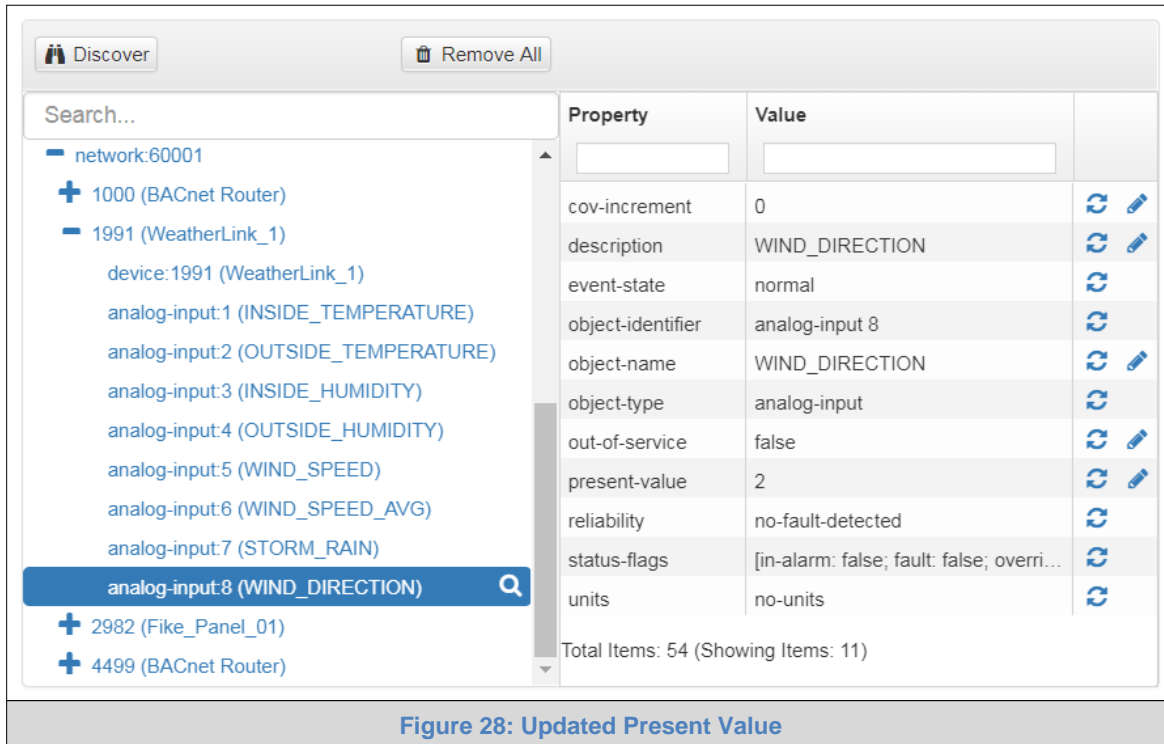 Discover Remove All
Search...
network:60001
1000 (BACnet Router)
1991 (WeatherLink_1)
device:1991 (WeatherLink_1)
analog-input:1 (INSIDE_TEMPERATURE)
analog-input:2 (OUTSIDE_TEMPERATURE)
analog-input:3 (INSIDE_HUMIDITY)
analog-input:4 (OUTSIDE_HUMIDITY)
analog-input:5 (WIND_SPEED)
analog-input:6 (WIND_SPEED_AVG)
analog-input:7 (STORM_RAIN)
analog-input:8 (WIND_DIRECTION)
2982 (Fike_Panel_01)
4499 (BACnet Router)
Property Value
cov-increment 0
description WIND_DIRECTION
event-state normal
object-identifier analog-input 8
object-name WIND_DIRECTION
object-type analog-input
out-of-service false
present-value 2
reliability no-fault-detected
status-flags [in-alarm: false; fault: false; overri...
units no-units
Total Items: 54 (Showing Items: 11)
Figure 28: Updated Present Value